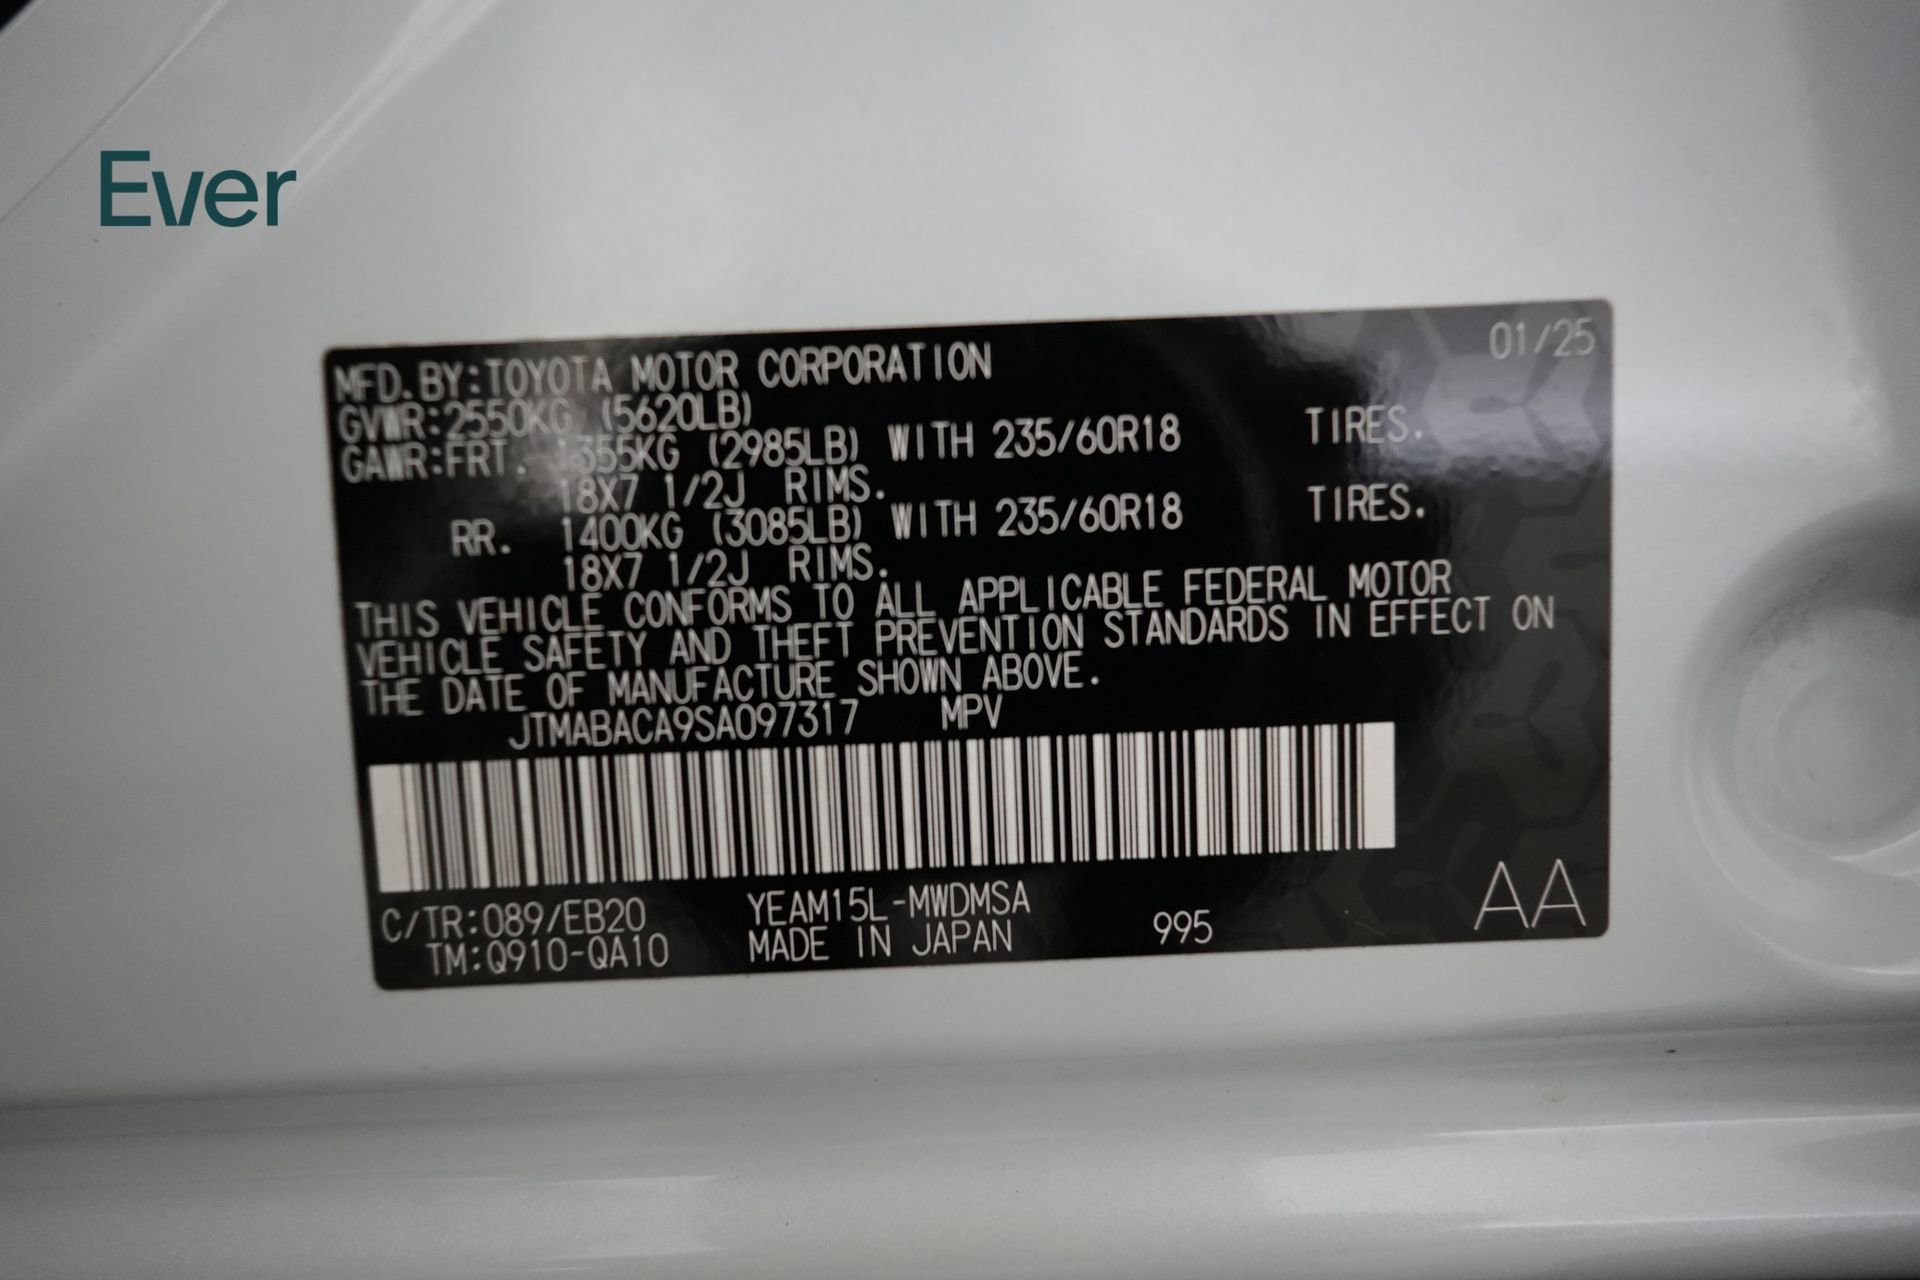 Ever
01/25
MFD.BY:TOYOTA MOTOR CORPORATION
GVWR:2550KG (5620LB)
GAWR:FRT. 1355KG (2985LB) WITH 235/60R18 TIRES.
18X7 1/2J RIMS.
RR. 1400KG (3085LB) WITH 235/60R18 TIRES.
18X7 1/2J RIMS.
THIS VEHICLE CONFORMS TO ALL APPLICABLE FEDERAL MOTOR
VEHICLE SAFETY AND THEFT PREVENTION STANDARDS IN EFFECT ON
THE DATE OF MANUFACTURE SHOWN ABOVE.
JTMABACA9SA097317 MPV
C/TR:089/EB20 YEAM15L-MWDMSA
TM:Q910-QA10 MADE IN JAPAN 995 AA